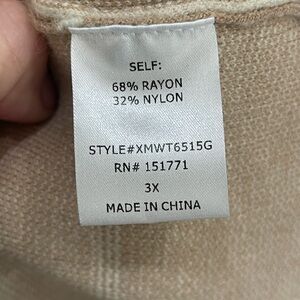 SELF:
68% RAYON
32% NYLON
STYLE#XMWT6515G
RN# 151771
3X
MADE IN CHINA